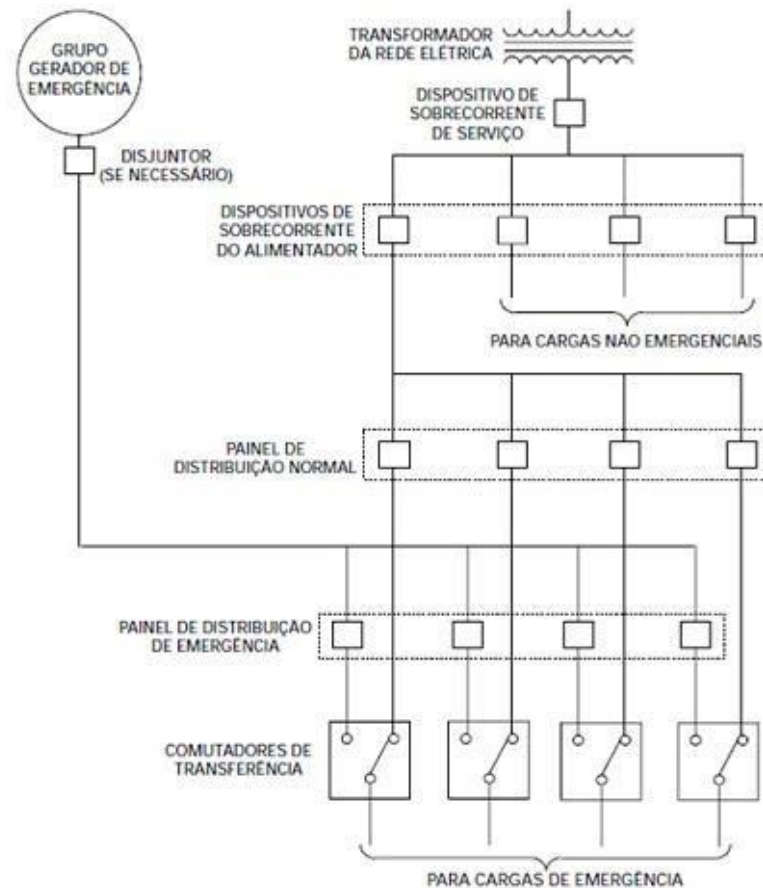 GRUPO
GERADOR DE
EMERGÊNCIA
TRANSFORMADOR
DA REDE ELÉTRICA
DISPOSITIVO DE
SOBRECORRENTE
DE SERVIÇO
DISJUNTOR
(SE NECESSÁRIO)
DISPOSITIVOS DE
SOBRECORRENTE
DO ALIMENTADOR
PARA CARGAS NÃO EMERGENCIAIS
PAINEL DE
DISTRIBUIÇÃO NORMAL
PAINEL DE DISTRIBUIÇÃO
DE EMERGÊNCIA
COMUTADORES DE
TRANSFERÊNCIA
PARA CARGAS DE EMERGÊNCIA